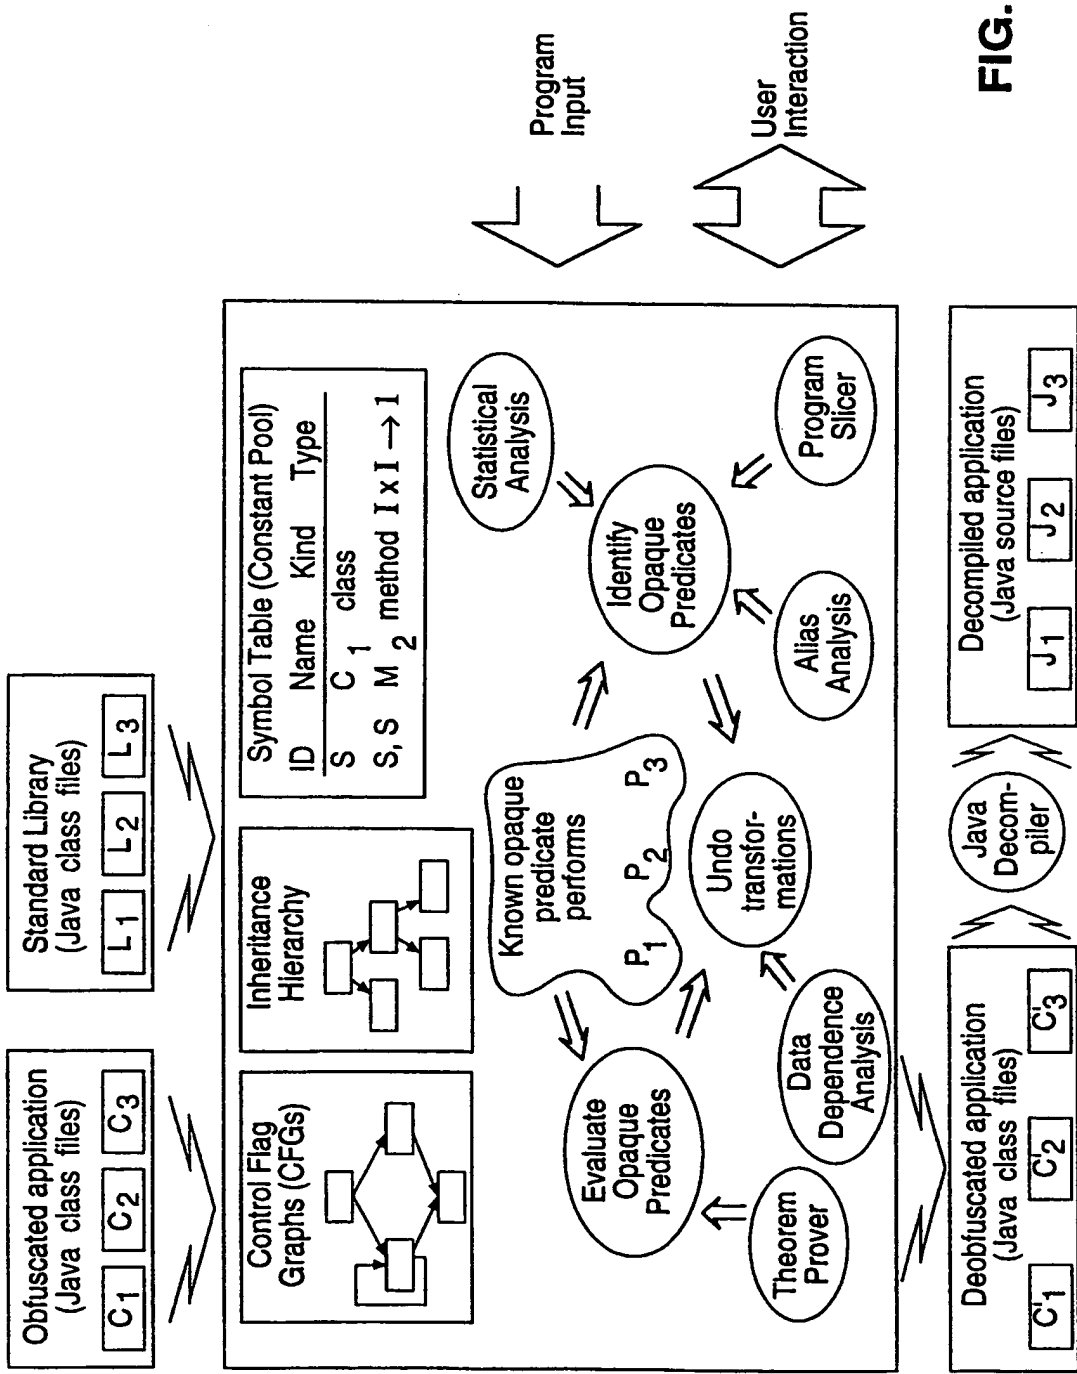 Obfuscated application
(Java class files)
C1 C2 C3
Standard Library
(Java class files)
L1 L2 L3
Control Flag
Graphs (CFGs)
Inheritance
Hierarchy
Symbol Table (Constant Pool)
ID Name Kind Type
S C1 class
S, S M2 method I x I → 1
Known opaque
predicate
performs
P1 P2 P3
Statistical
Analysis
Evaluate
Opaque
Predicates
Identify
Opaque
Predicates
Undo
transfor-
mations
Theorem
Prover
Data
Dependence
Analysis
Alias
Analysis
Program
Slicer
Program
Input
User
Interaction
Deobfuscated application
(Java class files)
C'1 C'2 C'3
Java
Decom-
piler
Decompiled application
(Java source files)
J1 J2 J3
FIG.